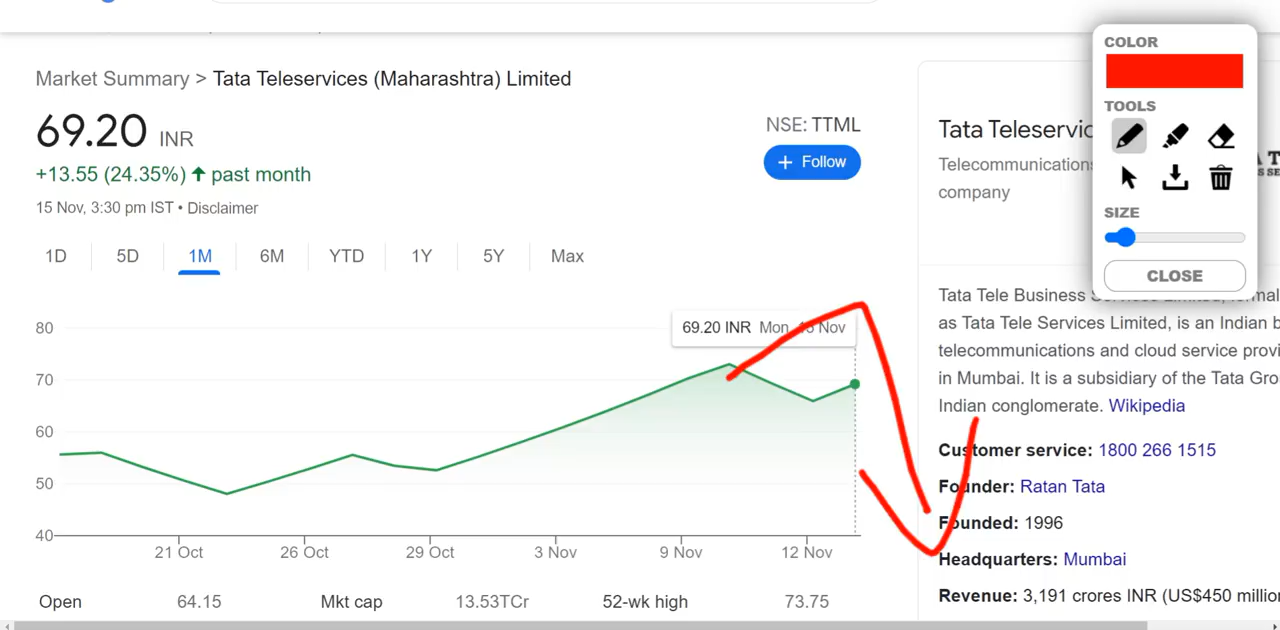 Market Summary > Tata Teleservices (Maharashtra) Limited
69.20 INR
+13.55 (24.35%) ↑ past month
15 Nov, 3:30 pm IST • Disclaimer
NSE: TTML
+ Follow
1D 5D 1M 6M YTD 1Y 5Y Max
69.20 INR Mon, 15 Nov
80
70
60
50
40
21 Oct 26 Oct 29 Oct 3 Nov 9 Nov 12 Nov
Open 64.15 Mkt cap 13.53TCr 52-wk high 73.75
Tata
Telecommunications
company
Tata Tele Business
as Tata Tele Services Limited, is an Indian
telecommunications and cloud service
in Mumbai. It is a subsidiary of the Tata
Indian conglomerate. Wikipedia
Customer service: 1800 266 1515
Founder: Ratan Tata
Founded: 1996
Headquarters: Mumbai
Revenue: 3,191 crores INR (US$450
COLOR
TOOLS
SIZE
CLOSE